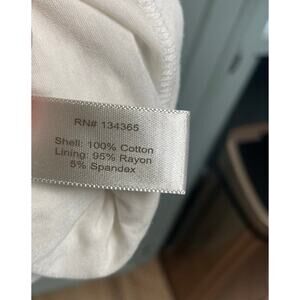 RN# 134365
Shell: 100% Cotton
Lining: 95% Rayon
5% Spandex